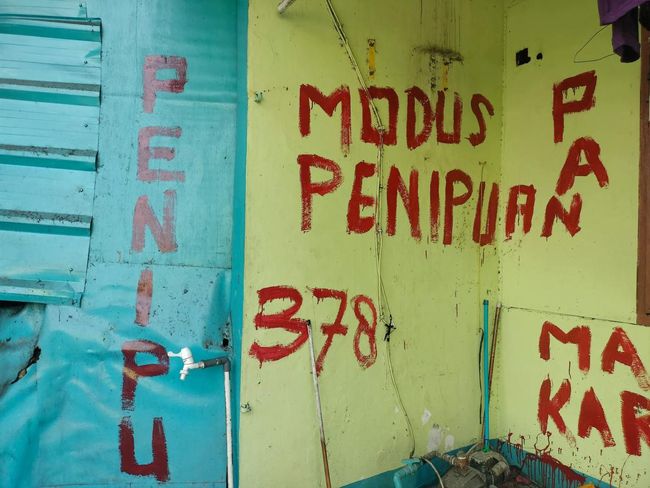 PENIPU
MODUS
PENIPUAN
378
PAN
MA
KAR